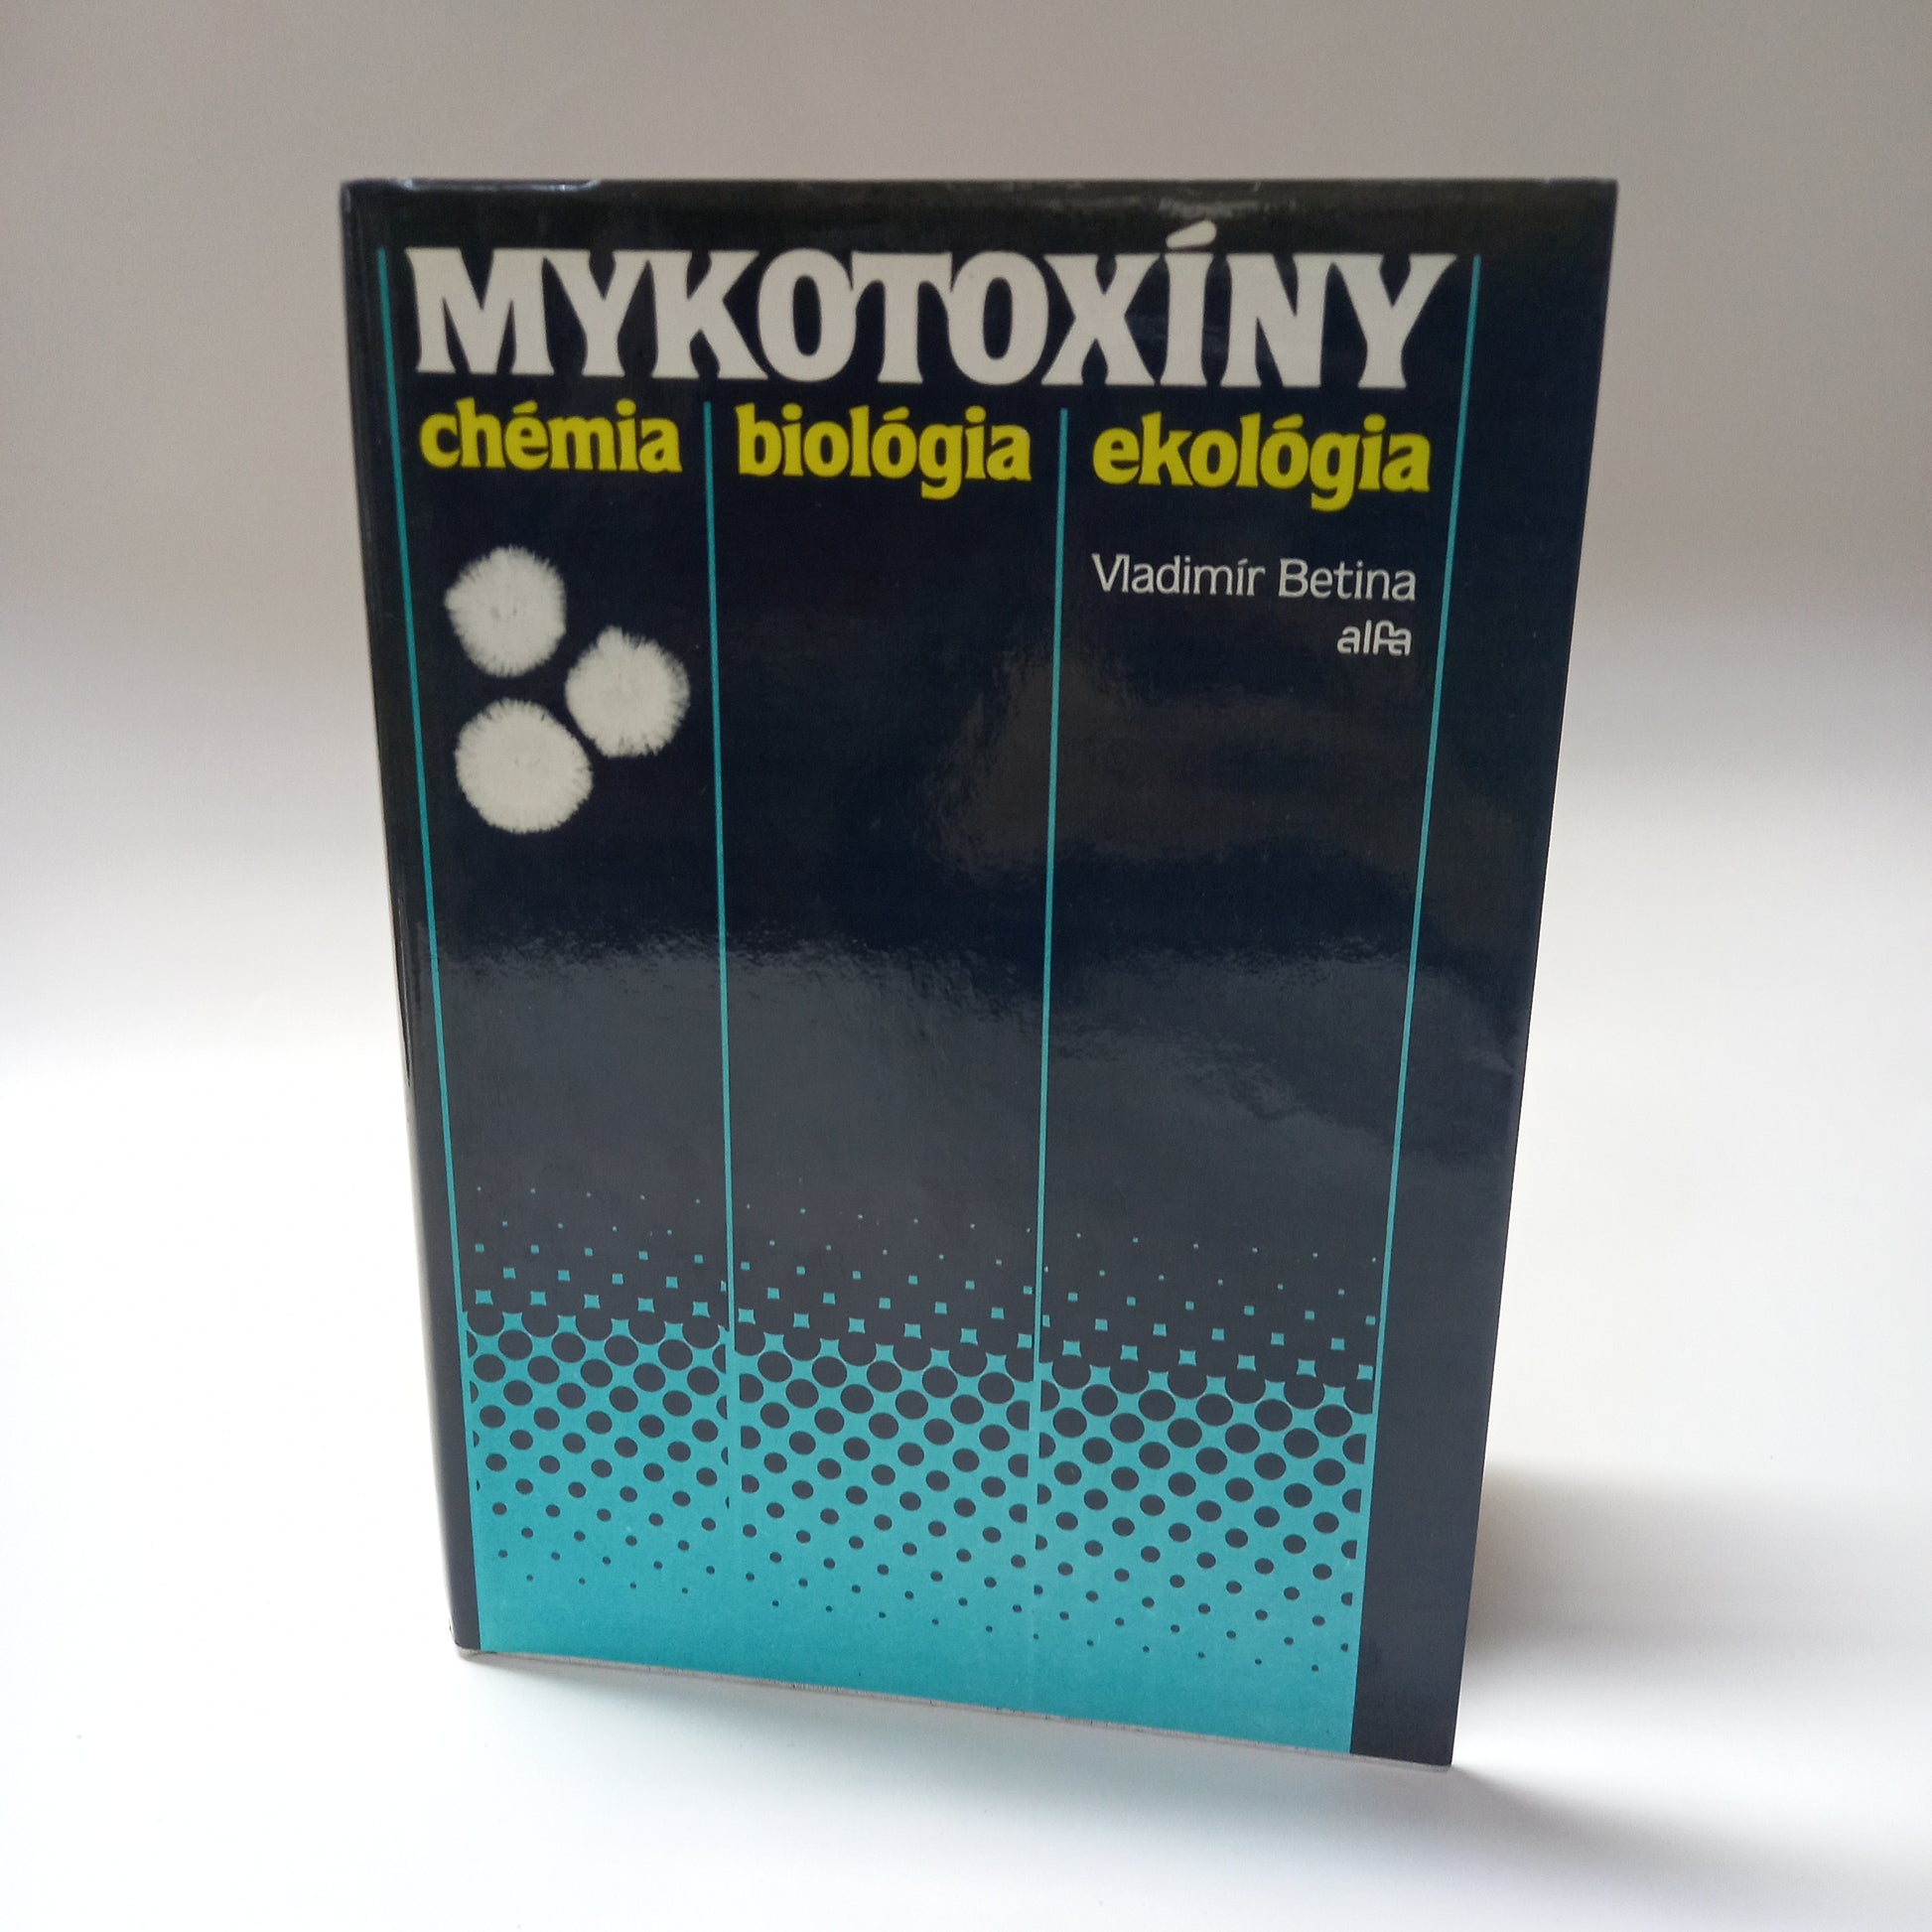 MYKOTOXÍNY
chémia biológia ekológia
Vladimír Betina
alfa